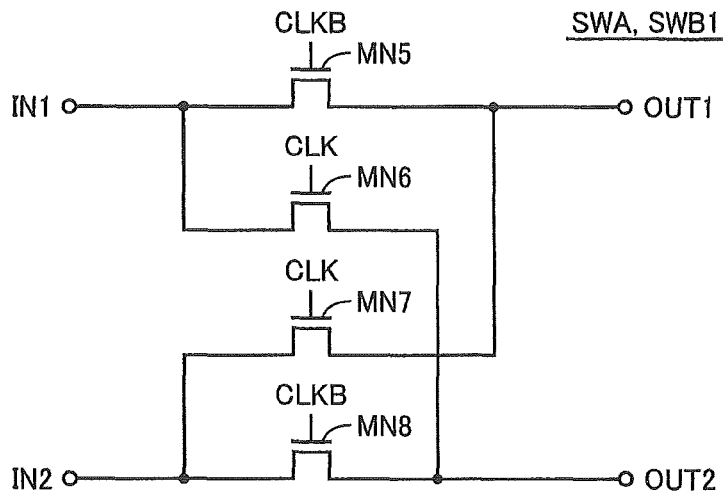 SWA, SWB1
CLKB
MN5
IN1
OUT1
CLK
MN6
CLK
MN7
CLKB
MN8
IN2
OUT2